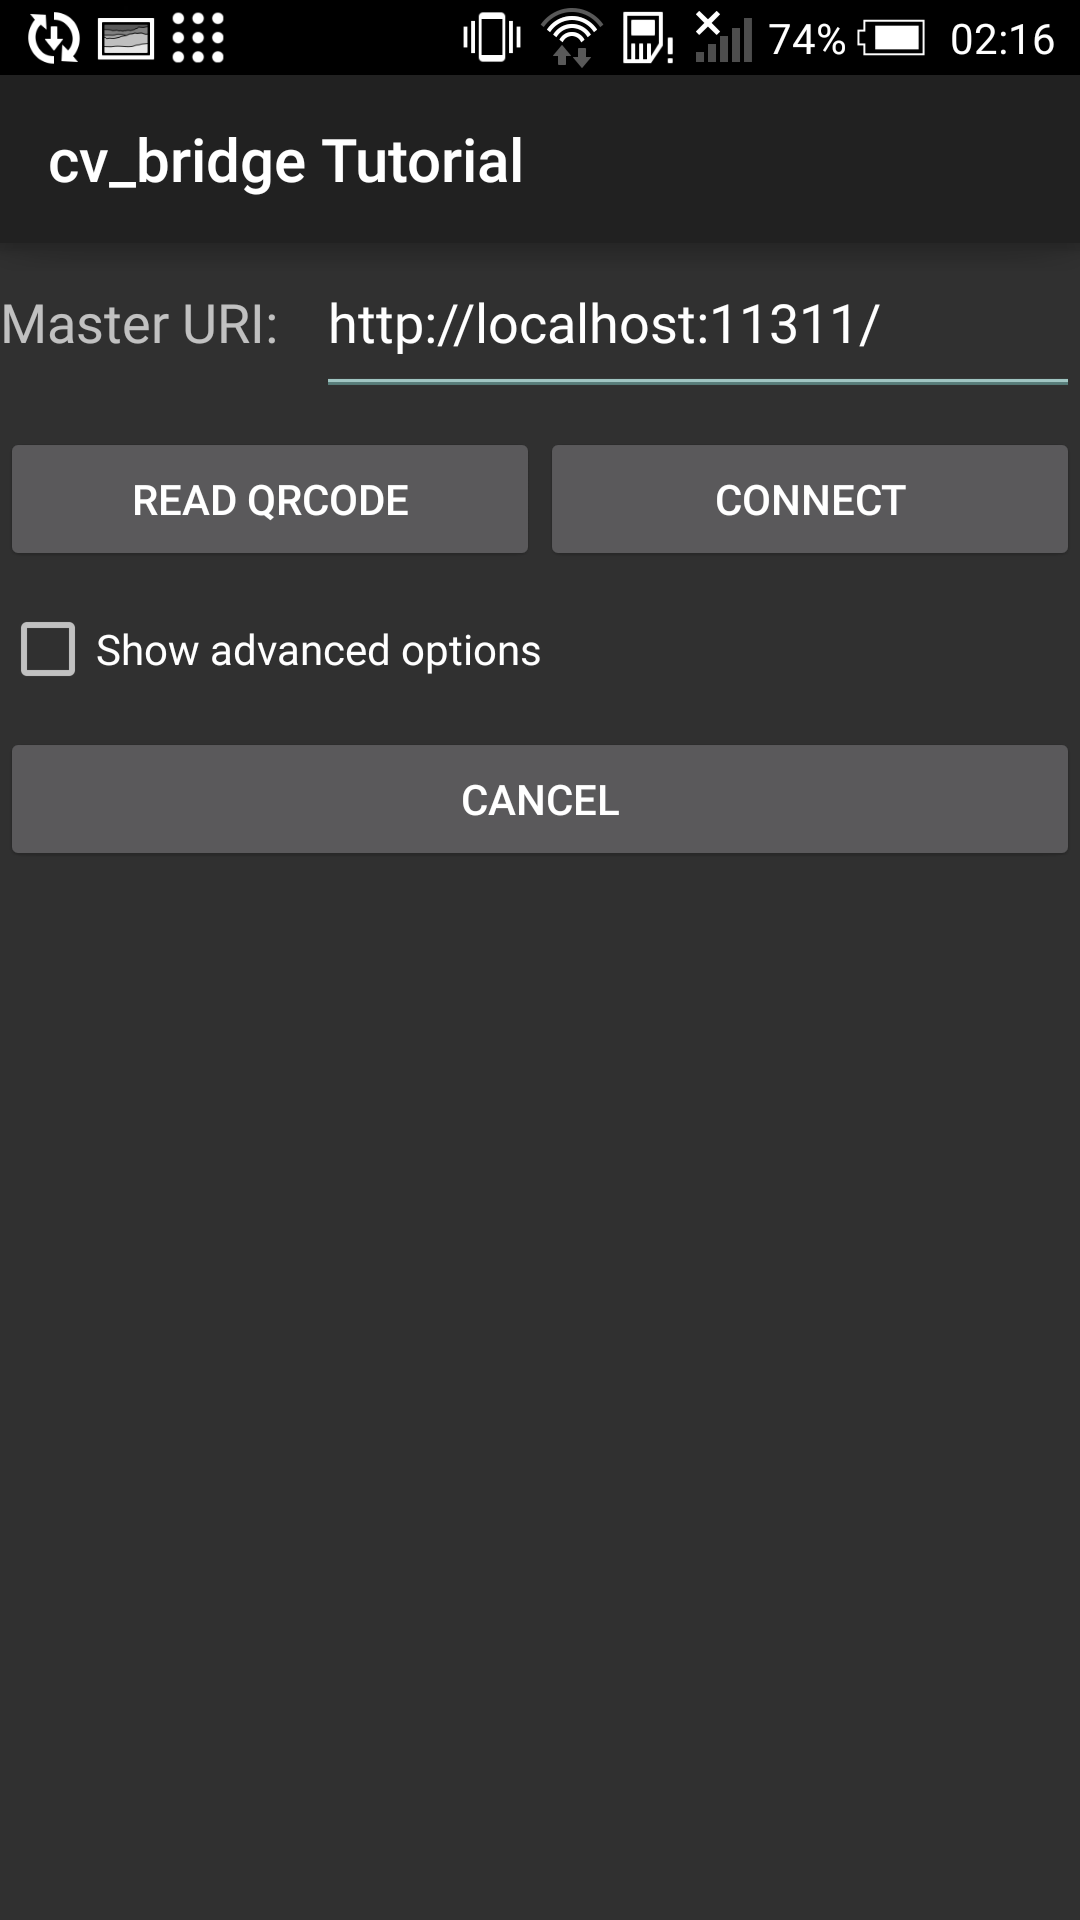 74% 02:16
cv_bridge Tutorial
Master URI: http://localhost:11311/
READ QRCODE CONNECT
Show advanced options
CANCEL